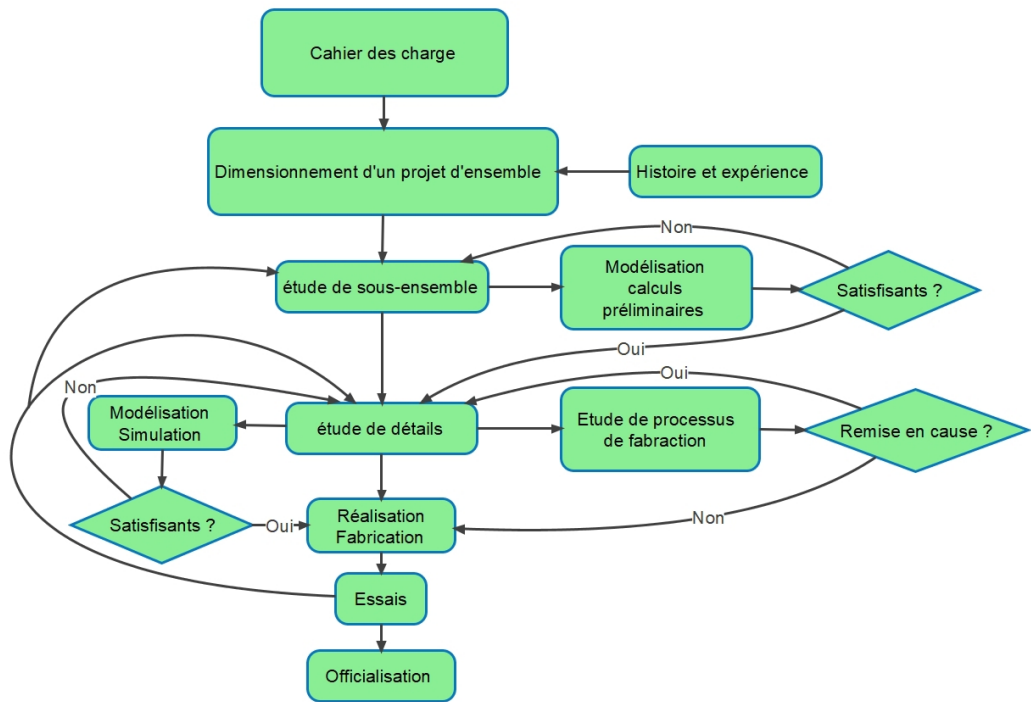 Cahier des charge
Dimensionnement d'un projet d'ensemble
Histoire et expérience
Non
étude de sous-ensemble
Modélisation
calculs
préliminaires
Satisfisants ?
Oui
Non
Oui
Modélisation
Simulation
étude de détails
Etude de processus
de fabraction
Remise en cause ?
Satisfisants ?
Oui
Réalisation
Fabrication
Non
Essais
Officialisation